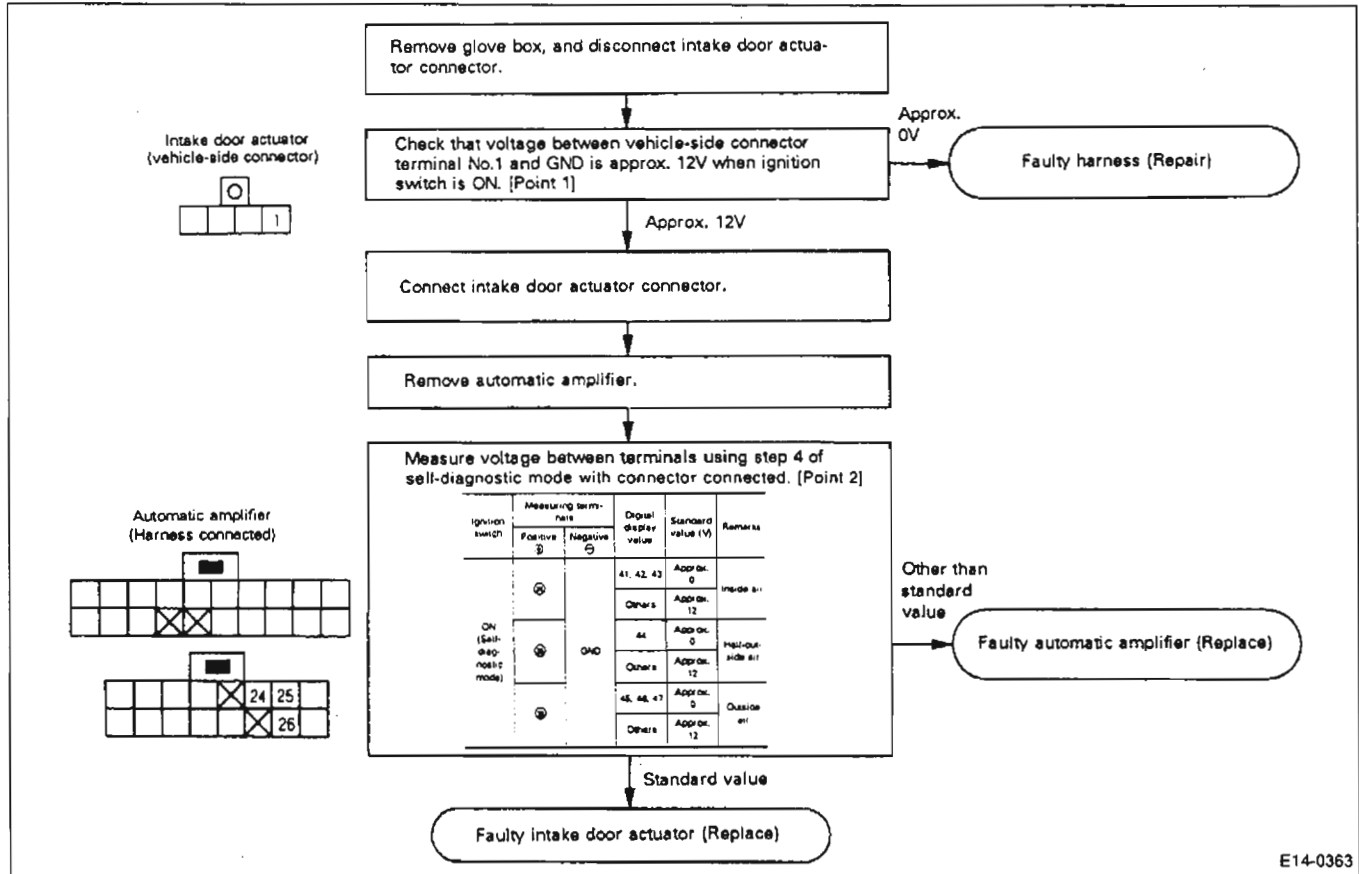 Remove glove box, and disconnect intake door actua-
tor connector.
Intake door actuator
(vehicle-side connector)
1
Check that voltage between vehicle-side connector
terminal No.1 and GND is approx. 12V when ignition
switch is ON. [Point 1]
Approx.
0V
Faulty harness (Repair)
Approx. 12V
Connect intake door actuator connector.
Remove automatic amplifier.
Measure voltage between terminals using step 4 of
self-diagnostic mode with connector connected. [Point 2]
Ignition
switch
Measuring termi-
nals
Positive
⊕
Negative
⊖
Digital
display
value
Standard
value (V)
Remarks
ON
(Self-
diag-
nostic
mode)
GND
41, 42, 43
Approx.
0
Inside air
Others
Approx.
12
44
Approx.
0
Half-out-
side air
Others
Approx.
12
45, 46, 47
Approx.
0
Outside
air
Others
Approx.
12
Automatic amplifier
(Harness connected)
24 25
26
Other than
standard
value
Faulty automatic amplifier (Replace)
Standard value
Faulty intake door actuator (Replace)
E14-0363